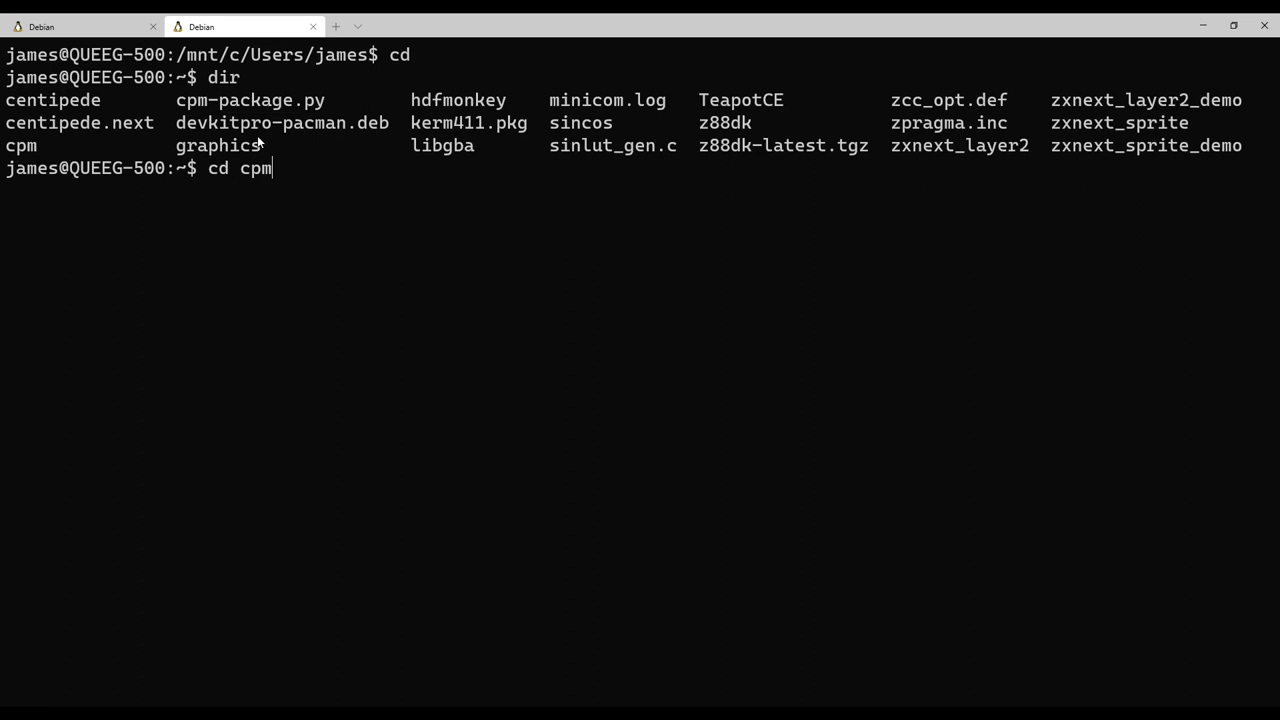 Debian Debian
james@QUEEG-500:/mnt/c/Users/james$ cd
james@QUEEG-500:~$ dir
centipede cpm-package.py hdfmonkey minicom.log TeapotCE zcc_opt.def zxnext_layer2_demo
centipede.next devkitpro-pacman.deb kerm411.pkg sincos z88dk zpragma.inc zxnext_sprite
cpm graphics libgba sinlut_gen.c z88dk-latest.tgz zxnext_layer2 zxnext_sprite_demo
james@QUEEG-500:~$ cd cpm